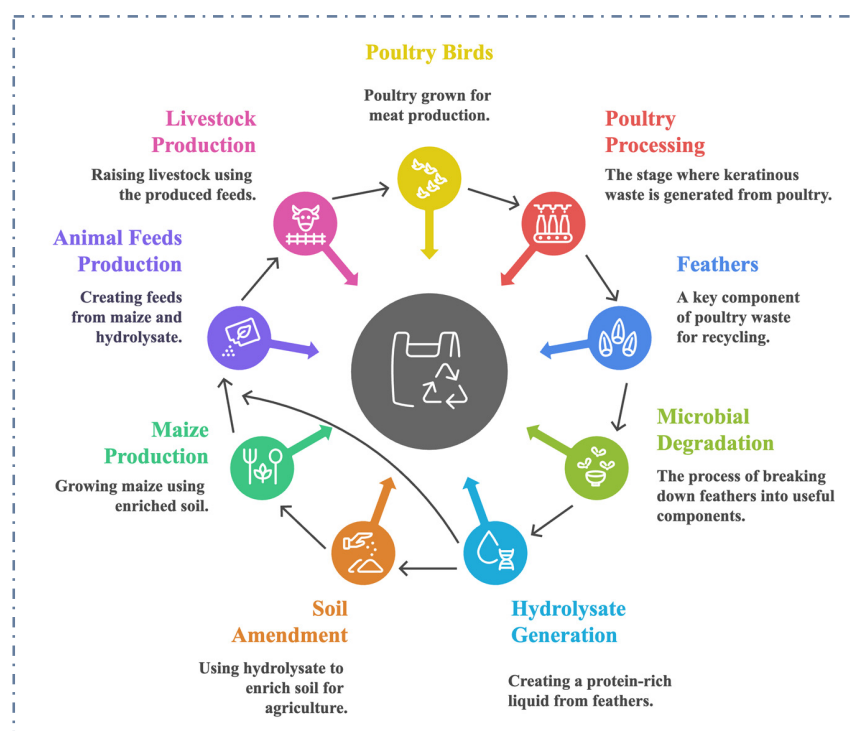 Poultry Birds
Poultry grown for
meat production.
Poultry
Processing
The stage where keratinous
waste is generated from poultry.
Feathers
A key component
of poultry waste
for recycling.
Microbial
Degradation
The process of breaking
down feathers into useful
components.
Hydrolysate
Generation
Creating a protein-rich
liquid from feathers.
Soil
Amendment
Using hydrolysate to
enrich soil for
agriculture.
Maize
Production
Growing maize using
enriched soil.
Animal Feeds
Production
Creating feeds
from maize and
hydrolysate.
Livestock
Production
Raising livestock using
the produced feeds.